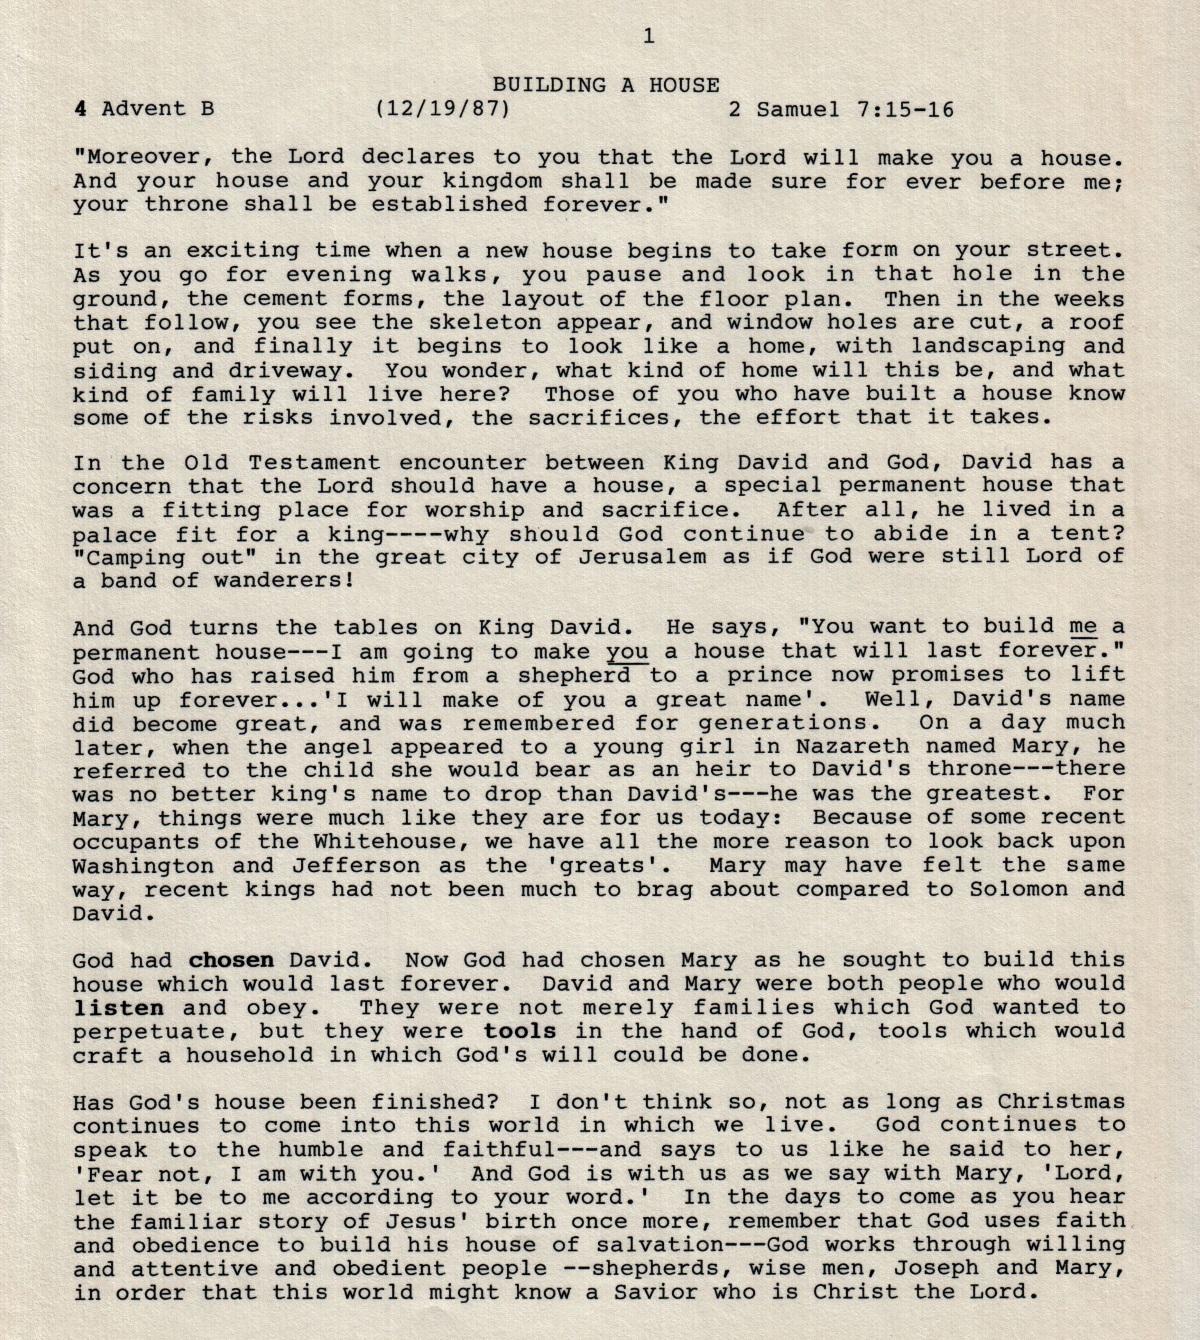 1
BUILDING A HOUSE
4 Advent B (12/19/87) 2 Samuel 7:15-16
"Moreover, the Lord declares to you that the Lord will make you a house.
And your house and your kingdom shall be made sure for ever before me;
your throne shall be established forever."
It's an exciting time when a new house begins to take form on your street.
As you go for evening walks, you pause and look in that hole in the
ground, the cement forms, the layout of the floor plan. Then in the weeks
that follow, you see the skeleton appear, and window holes are cut, a roof
put on, and finally it begins to look like a home, with landscaping and
siding and driveway. You wonder, what kind of home will this be, and what
kind of family will live here? Those of you who have built a house know
some of the risks involved, the sacrifices, the effort that it takes.
In the Old Testament encounter between King David and God, David has a
concern that the Lord should have a house, a special permanent house that
was a fitting place for worship and sacrifice. After all, he lived in a
palace fit for a king----why should God continue to abide in a tent?
"Camping out" in the great city of Jerusalem as if God were still Lord of
a band of wanderers!
And God turns the tables on King David. He says, "You want to build me a
permanent house---I am going to make you a house that will last forever."
God who has raised him from a shepherd to a prince now promises to lift
him up forever...'I will make of you a great name'. Well, David's name
did become great, and was remembered for generations. On a day much
later, when the angel appeared to a young girl in Nazareth named Mary, he
referred to the child she would bear as an heir to David's throne---there
was no better king's name to drop than David's---he was the greatest. For
Mary, things were much like they are for us today: Because of some recent
occupants of the Whitehouse, we have all the more reason to look back upon
Washington and Jefferson as the 'greats'. Mary may have felt the same
way, recent kings had not been much to brag about compared to Solomon and
David.
God had chosen David. Now God had chosen Mary as he sought to build this
house which would last forever. David and Mary were both people who would
listen and obey. They were not merely families which God wanted to
perpetuate, but they were tools in the hand of God, tools which would
craft a household in which God's will could be done.
Has God's house been finished? I don't think so, not as long as Christmas
continues to come into this world in which we live. God continues to
speak to the humble and faithful---and says to us like he said to her,
'Fear not, I am with you.' And God is with us as we say with Mary, 'Lord,
let it be to me according to your word.' In the days to come as you hear
the familiar story of Jesus' birth once more, remember that God uses faith
and obedience to build his house of salvation---God works through willing
and attentive and obedient people --shepherds, wise men, Joseph and Mary,
in order that this world might know a Savior who is Christ the Lord.